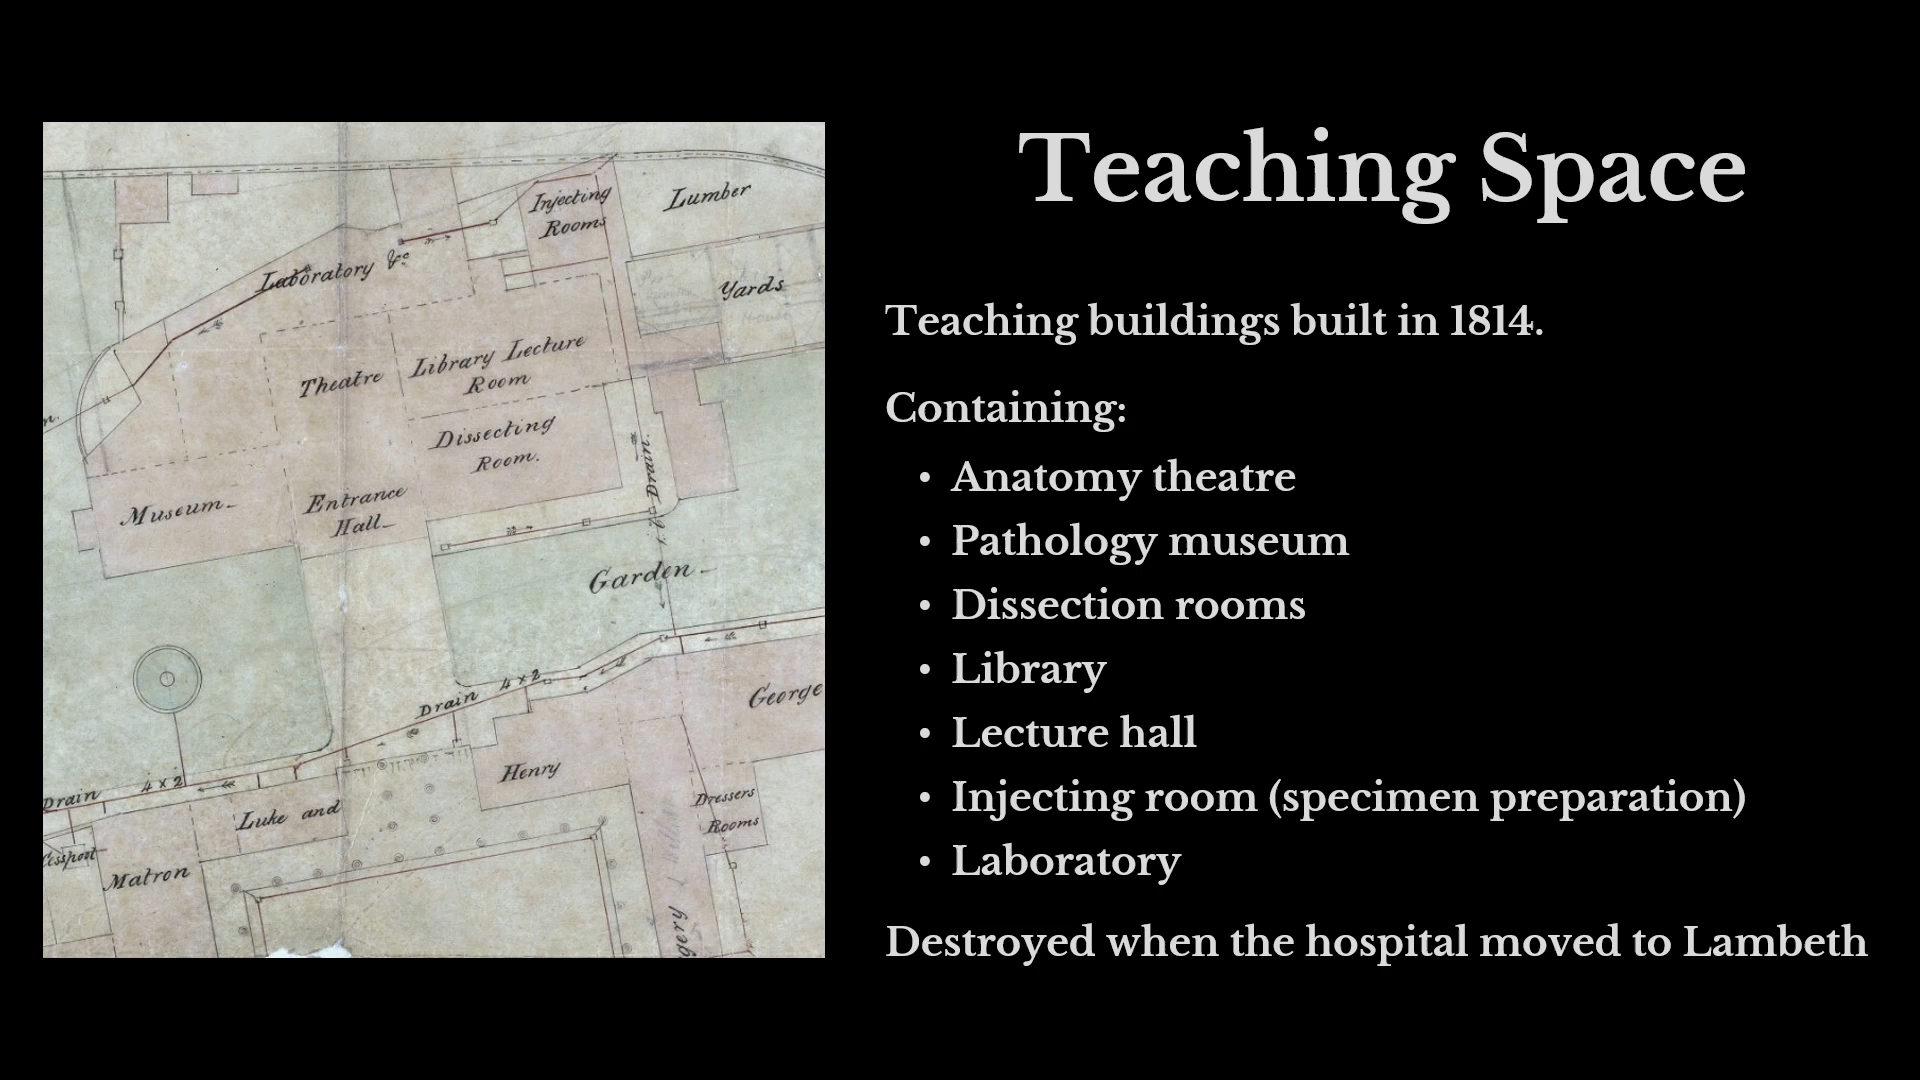 Teaching Space
Teaching buildings built in 1814.
Containing:
• Anatomy theatre
• Pathology museum
• Dissection rooms
• Library
• Lecture hall
• Injecting room (specimen preparation)
• Laboratory
Destroyed when the hospital moved to Lambeth
Injecting
Rooms
Lumber
Laboratory &c
Yards
Theatre
Library Lecture
Room
Dissecting
Room.
Drain.
Museum
Entrance
Hall
Garden
Drain 4 x 2
George
Henry
Dressers
Rooms
Drain 4 x 2
Luke and
Matron